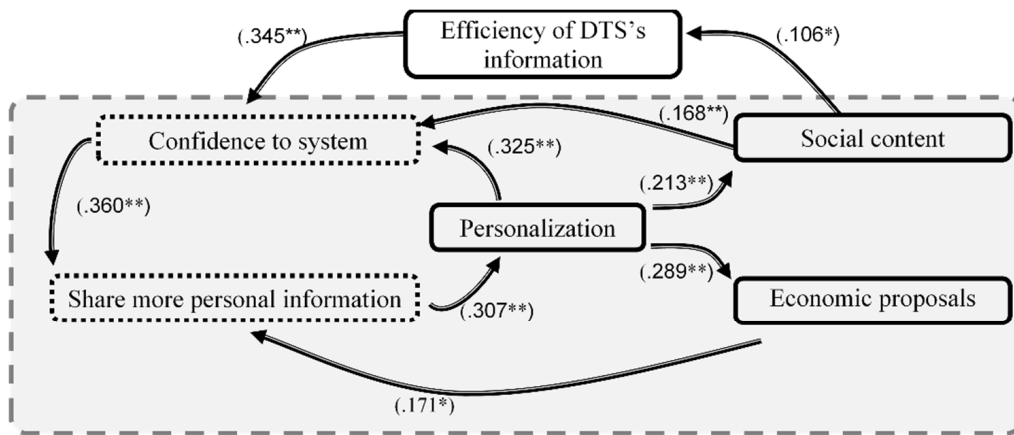 (.345**)
Efficiency of DTS's
information
(.106*)
Confidence to system
(.168**)
Social content
(.325**)
(.360**)
(.213**)
Personalization
(.289**)
Share more personal information
(.307**)
Economic proposals
(.171*)